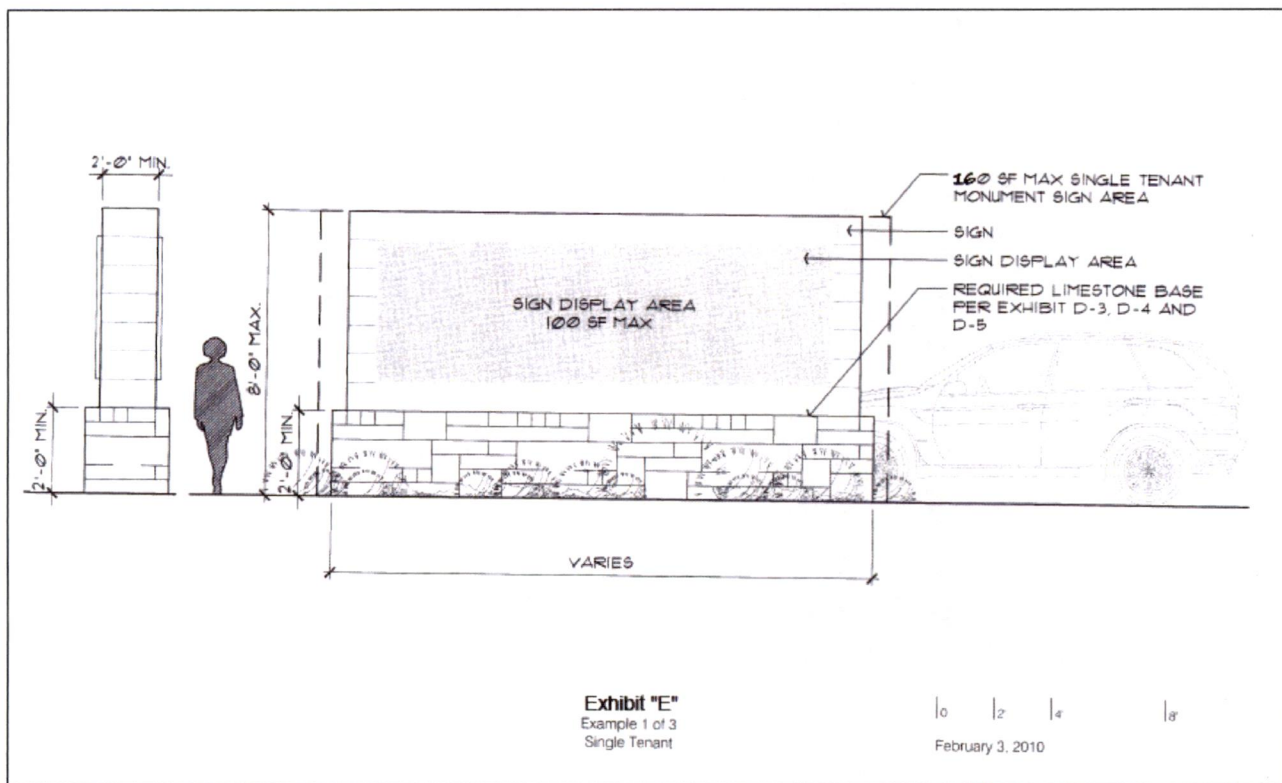 2'-0" MIN.
160 SF MAX SINGLE TENANT
MONUMENT SIGN AREA
SIGN
SIGN DISPLAY AREA
REQUIRED LIMESTONE BASE
PER EXHIBIT D-3, D-4 AND
D-5
SIGN DISPLAY AREA
100 SF MAX
8'-0" MAX.
2'-0" MIN.
2'-0" MIN.
VARIES
Exhibit "E"
Example 1 of 3
Single Tenant
0 2' 4' 8'
February 3, 2010